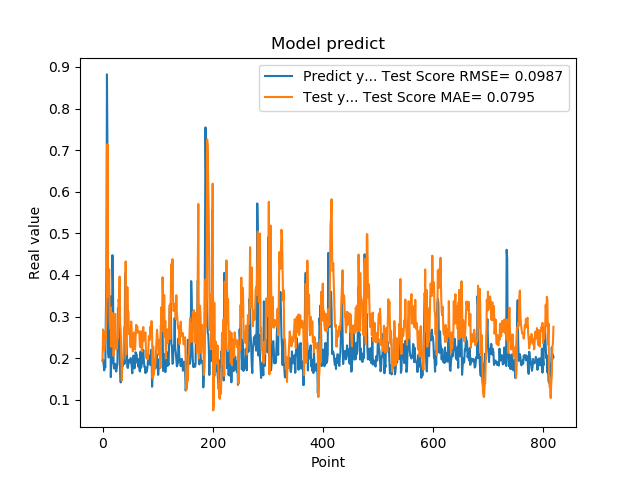 Model predict
Predict y... Test Score RMSE= 0.0987
Test y... Test Score MAE= 0.0795
Real value
0.9
0.8
0.7
0.6
0.5
0.4
0.3
0.2
0.1
0 200 400 600 800
Point